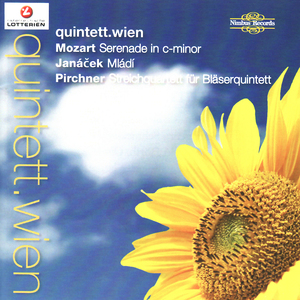 LOTTERIEN
quintett.wien
Mozart Serenade in c-minor
Janáček Mládí
Pirchner Streichquartett für Bläserquintett
Nimbus Records
quintett.wien